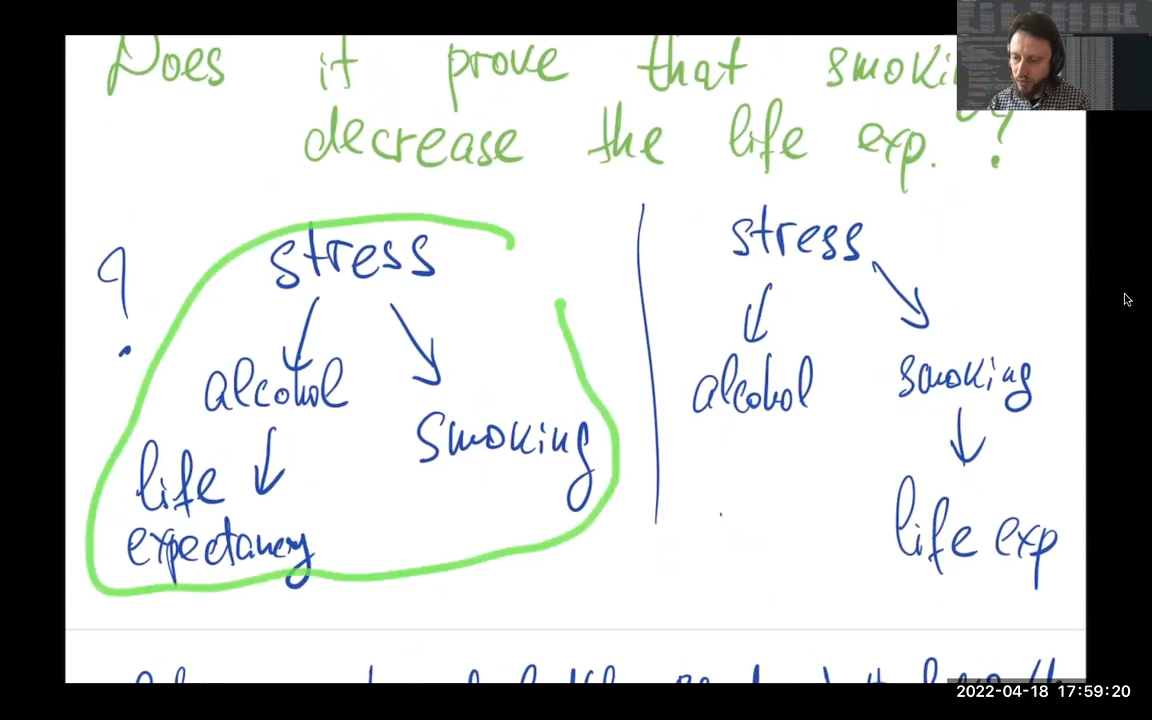 Does it prove that smoki
decrease the life exp. ?
? stress
alcohol
smoking
life
expectancy
stress
alcohol
smoking
life exp
2022-04-18 17:59:20